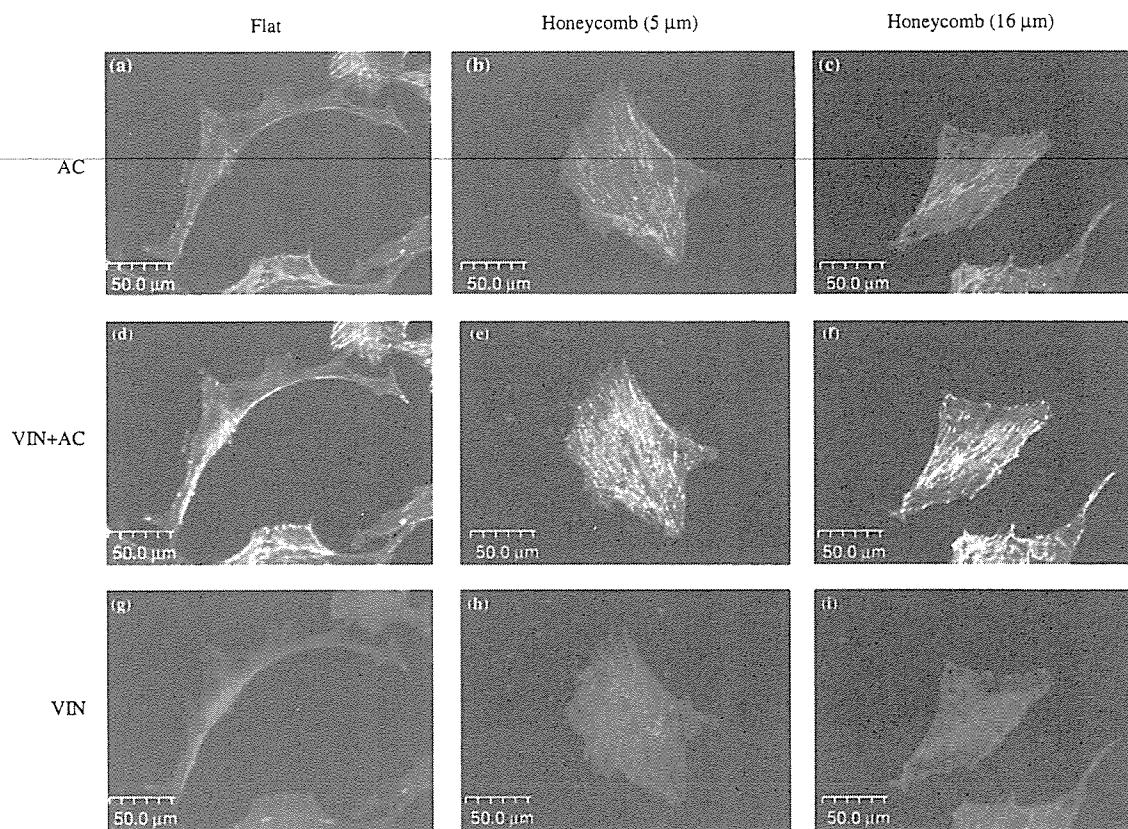 Flat Honeycomb (5 μm) Honeycomb (16 μm)
(a) (b) (c)
AC
50.0 μm 50.0 μm 50.0 μm
(d) (e) (f)
VIN+AC
50.0 μm 50.0 μm 50.0 μm
(g) (h) (i)
VIN
50.0 μm 50.0 μm 50.0 μm